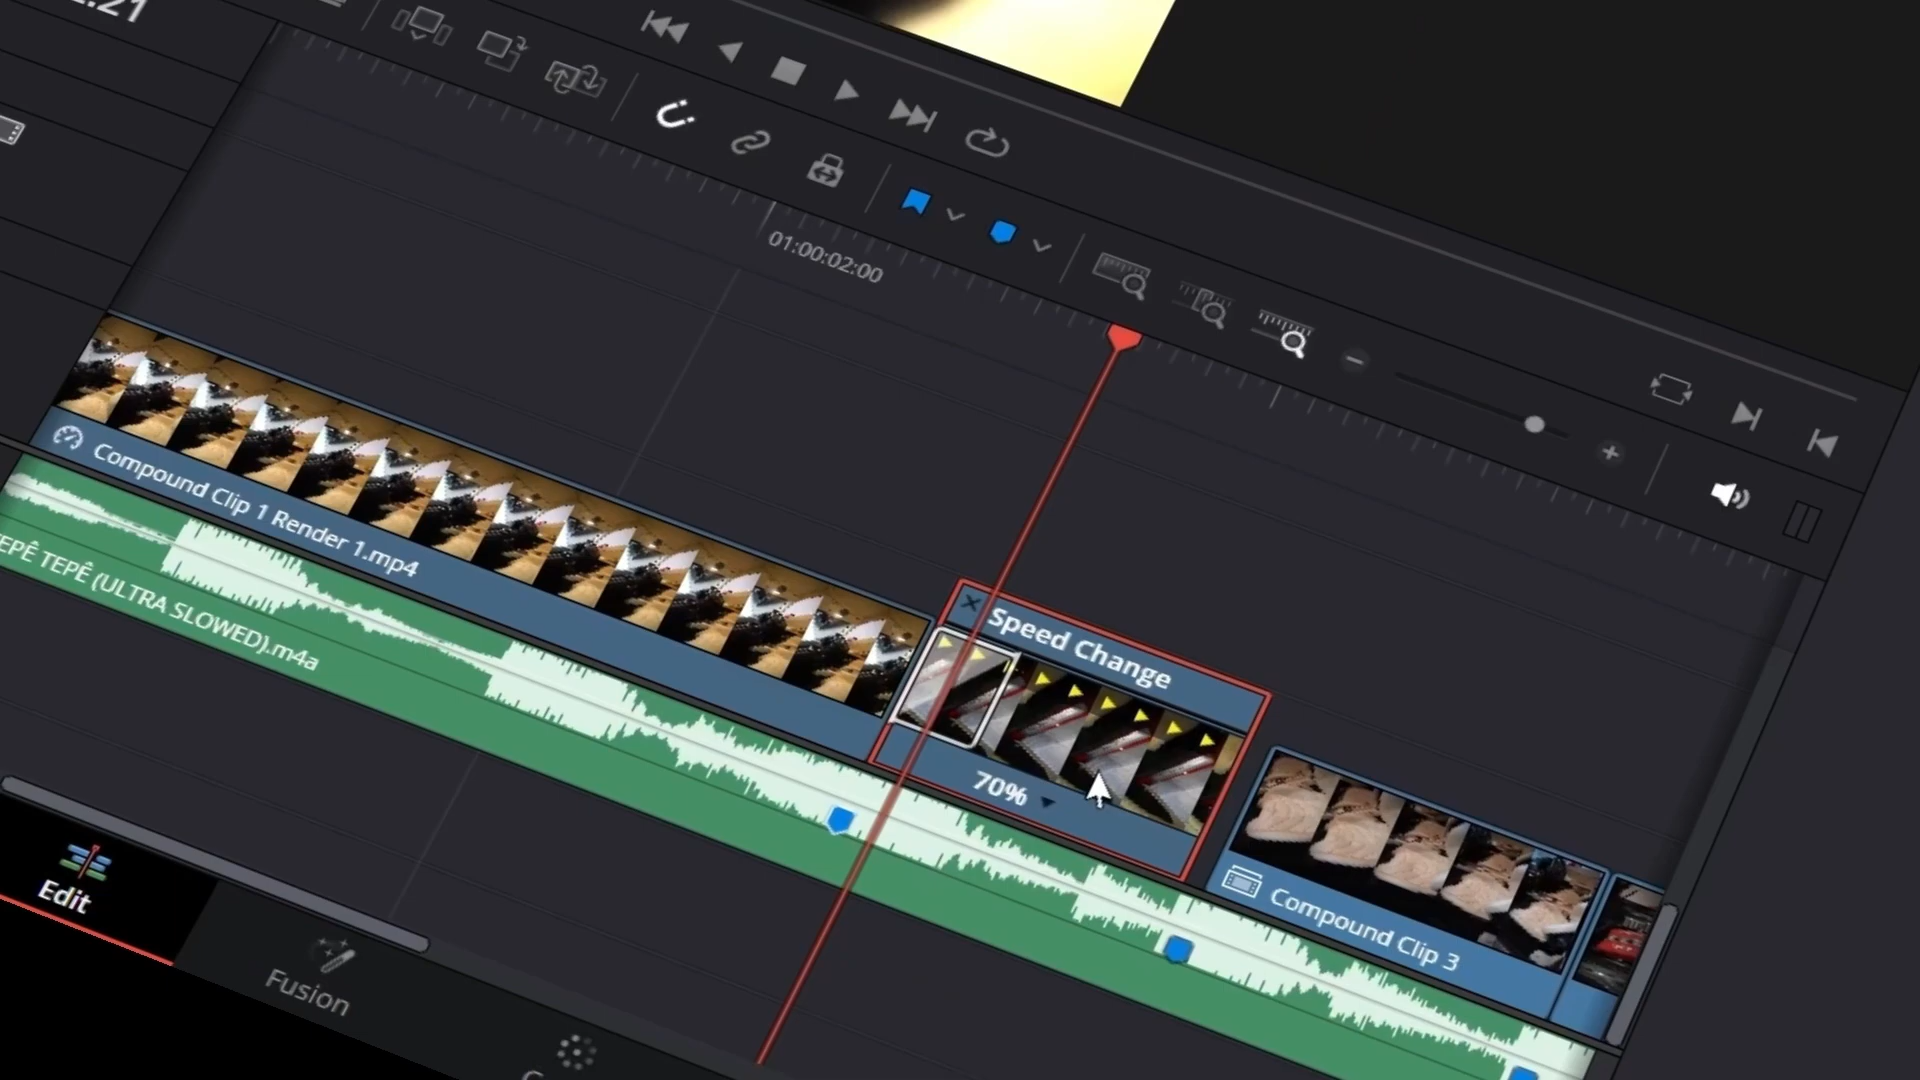 .21
01:00:02:00
Compound Clip 1 Render 1.mp4
Speed Change
70%
EPÊ TEPÊ (ULTRA SLOWED).m4a
Compound Clip 3
Edit
Fusion